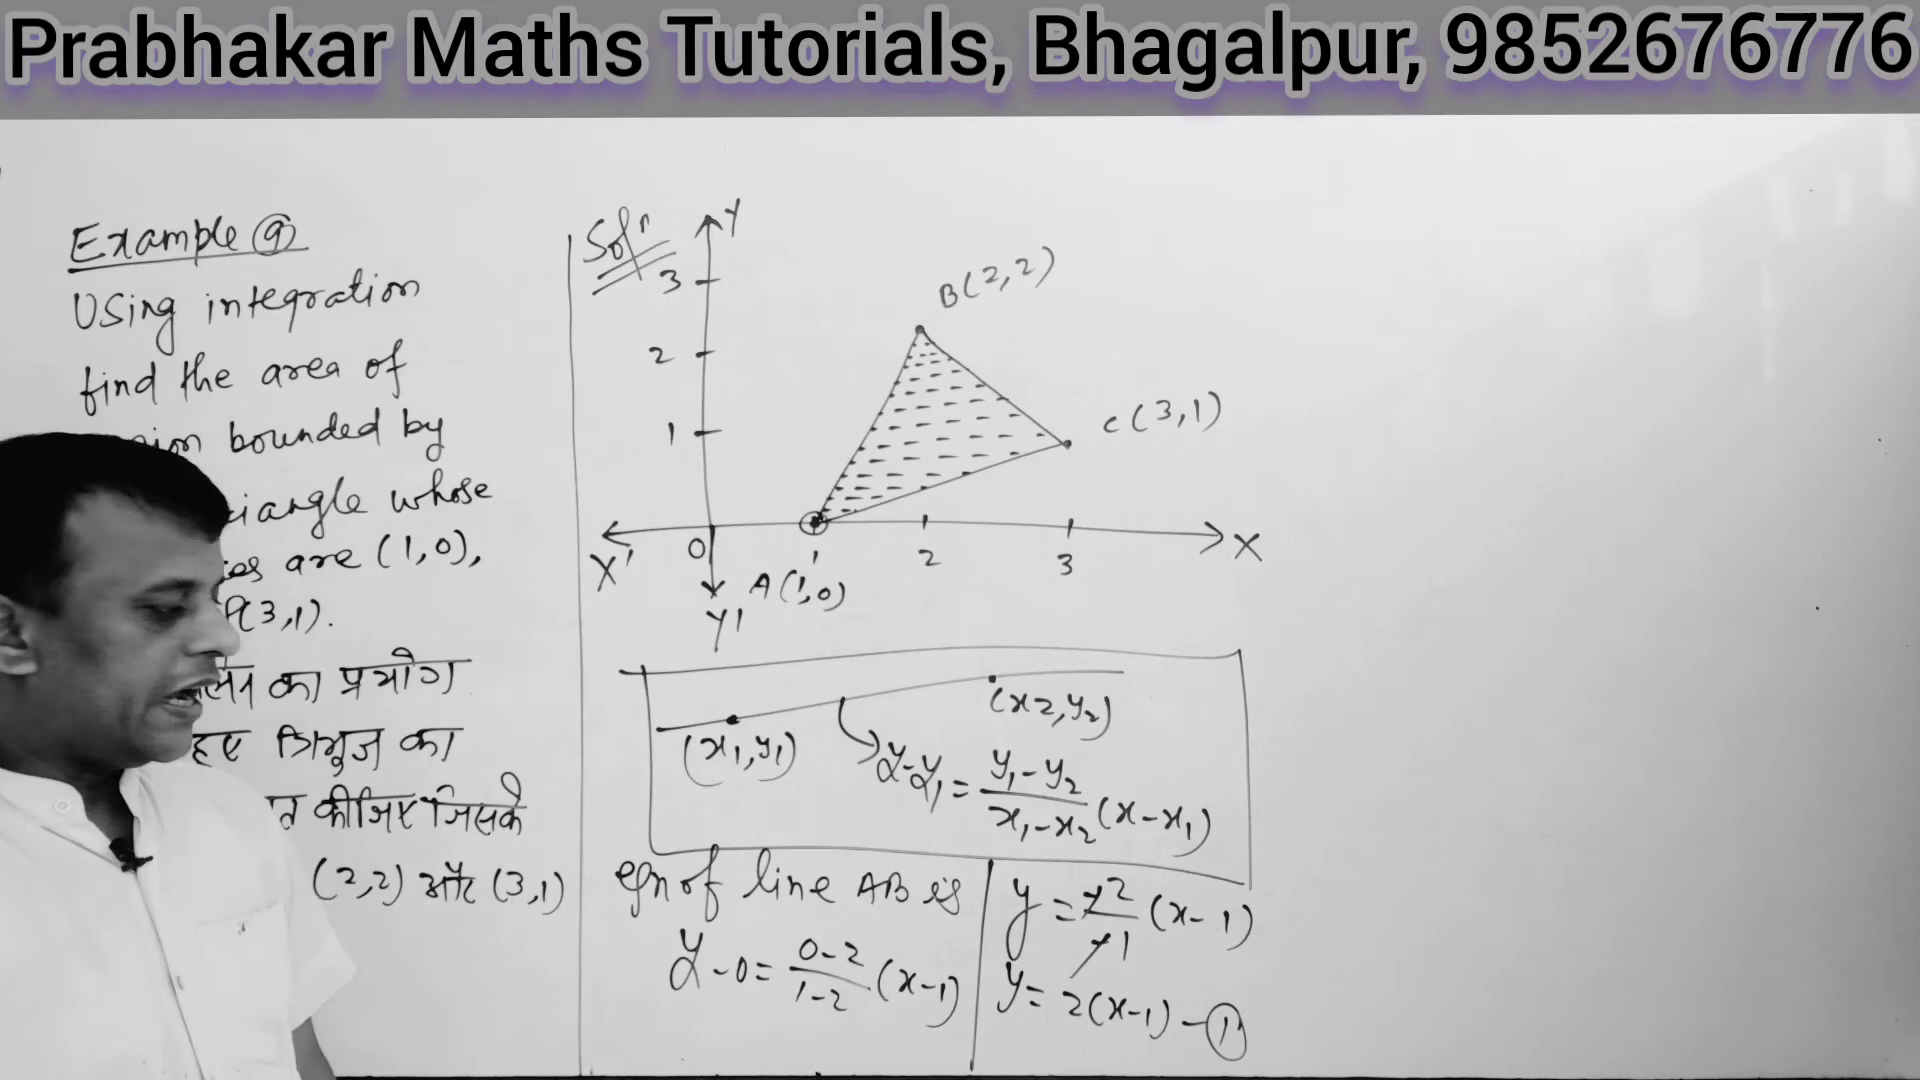 Prabhakar Maths Tutorials, Bhagalpur, 9852676776
Example 9
Using integration
find the area of
bounded by
whose
are (1,0),
(3,1).
का प्रयोग
हुए त्रिभुज का
कीजिए जिसके
(2,2) और (3,1)
Soln
Y
3
2
1
B(2,2)
C(3,1)
X' 0 1 2 3 X
A(1,0)
Y'
(x1,y1) (x2,y2)
y-y1 = y1-y2/x1-x2 (x-x1)
eqn of line AB is
y-0 = 0-2/1-2 (x-1)
y = -2/-1 (x-1)
y = 2(x-1) - 1